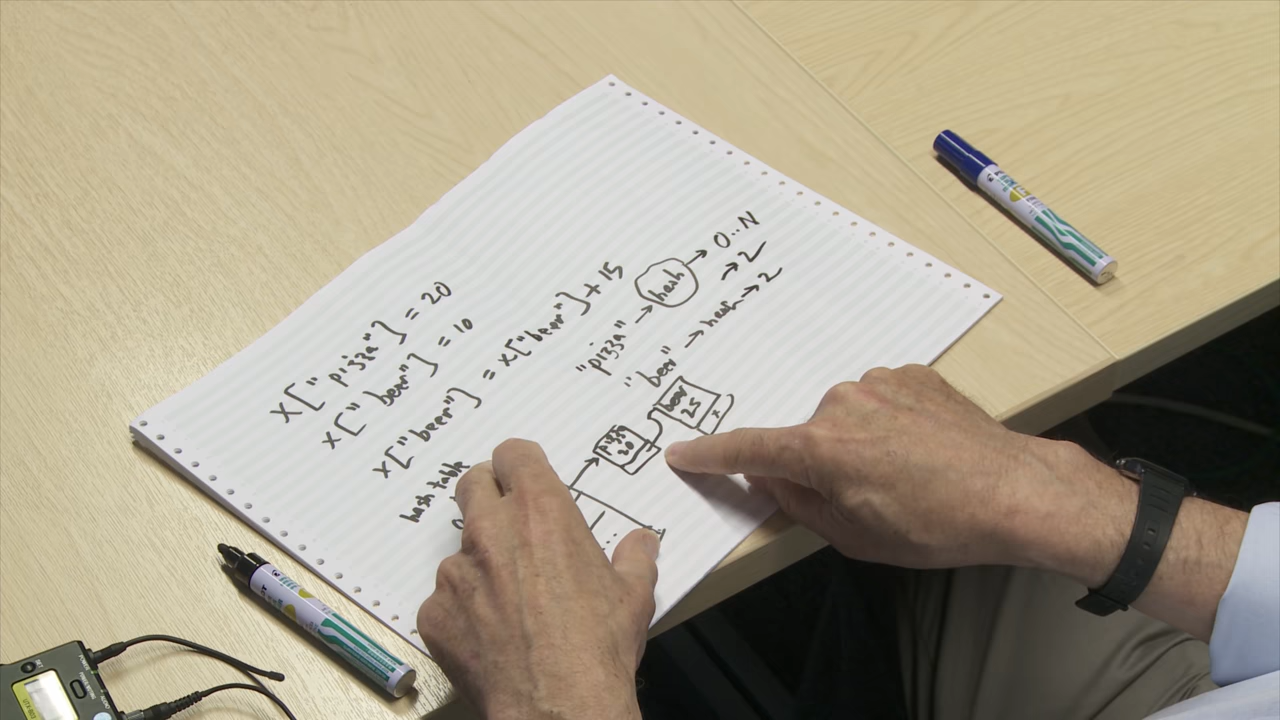 x["pizza"] = 20
x["beer"] = 10
x["beer"] = x["beer"] + 15
hash table
"pizza" → hash → 0..N
→ 2
"beer" → hash → 2
pizza
20
beer
25
x